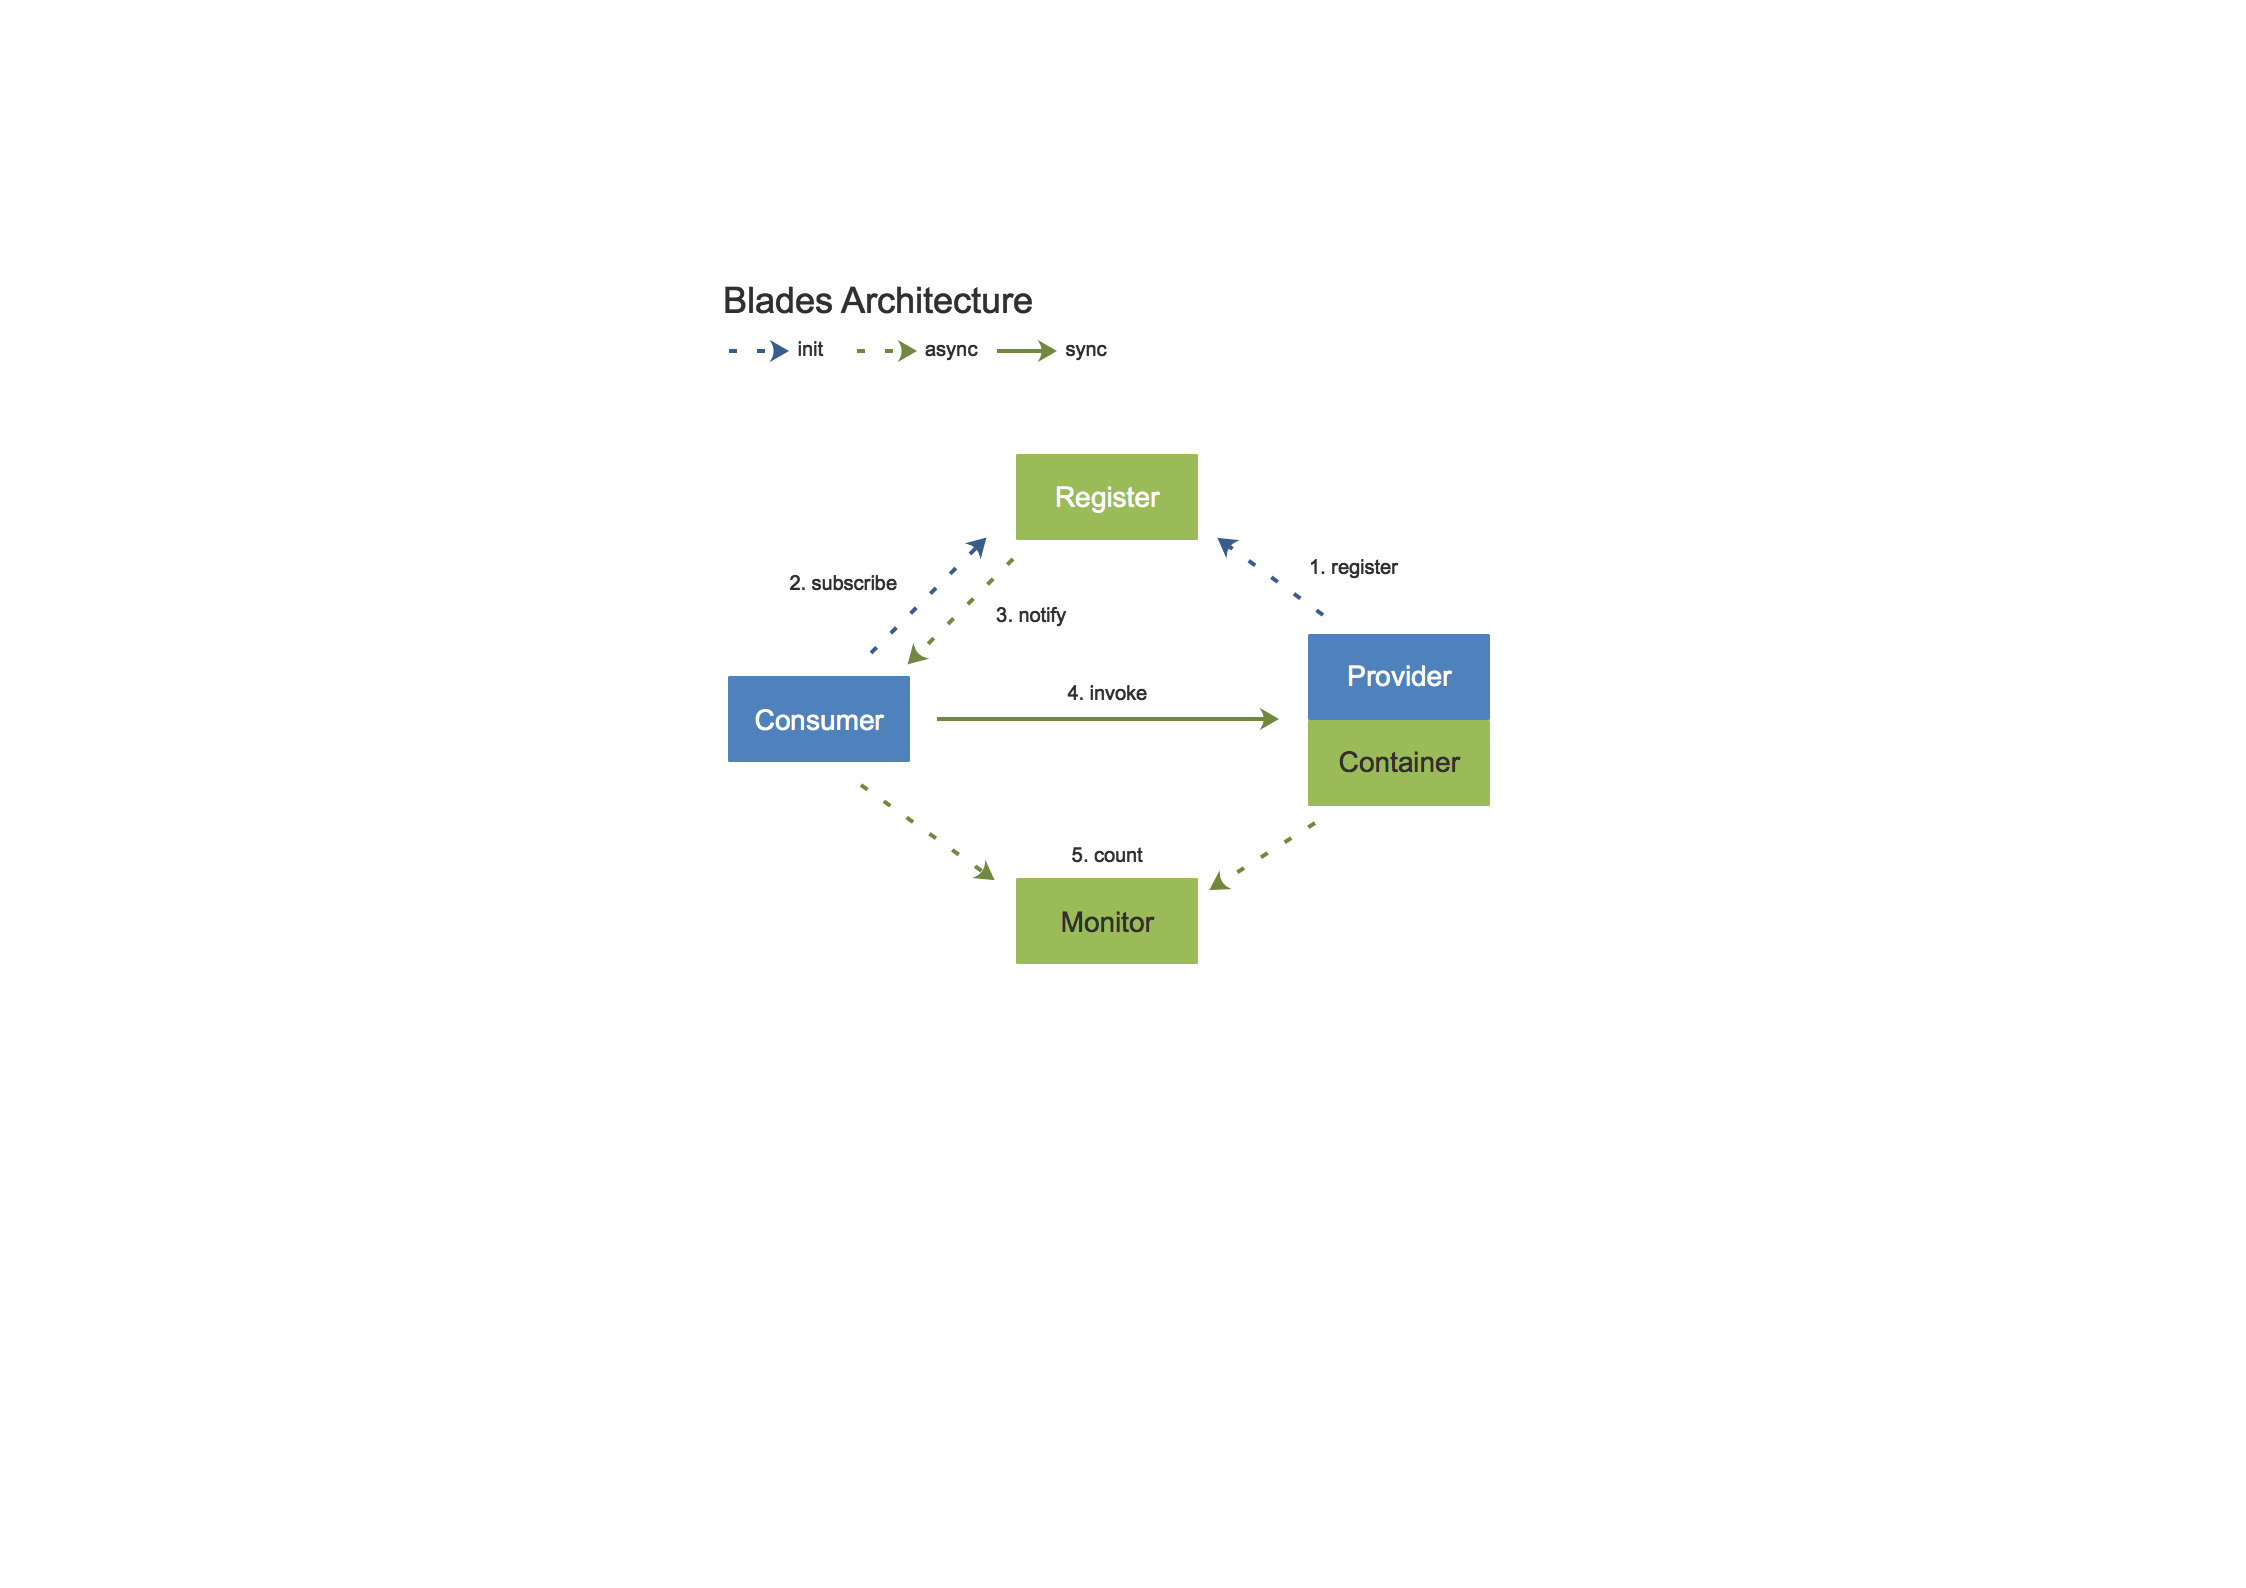 Blades Architecture
init async sync
Register
1. register
2. subscribe
3. notify
Provider
4. invoke
Consumer
Container
5. count
Monitor